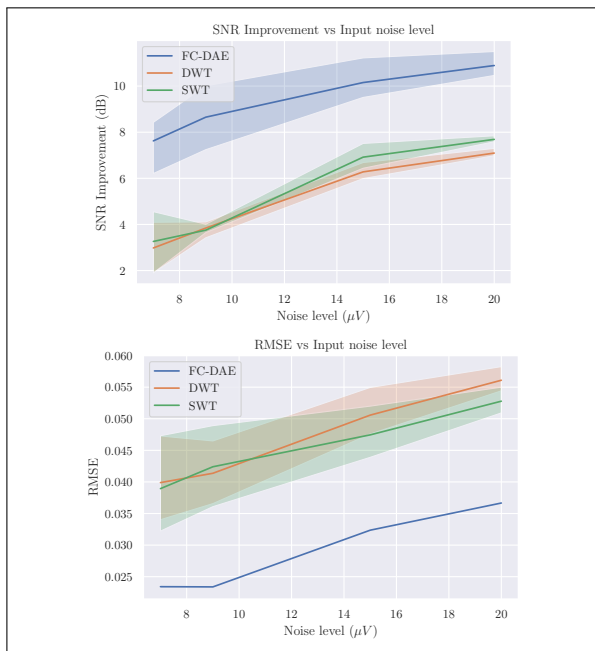 SNR Improvement vs Input noise level
FC-DAE
DWT
SWT
10
8
6
4
2
SNR Improvement (dB)
8 10 12 14 16 18 20
Noise level (μV)
RMSE vs Input noise level
0.060
0.055
0.050
0.045
0.040
0.035
0.030
0.025
FC-DAE
DWT
SWT
RMSE
8 10 12 14 16 18 20
Noise level (μV)